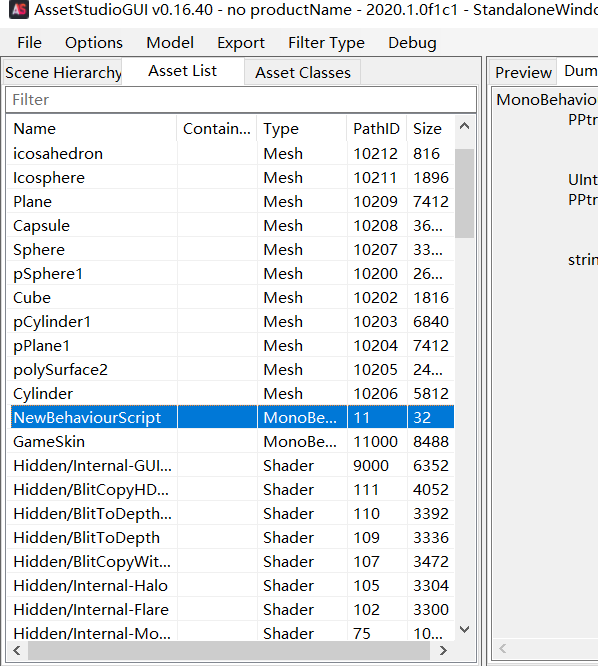 AS AssetStudioGUI v0.16.40 - no productName - 2020.1.0f1c1 - StandaloneWindo
File Options Model Export Filter Type Debug
Scene Hierarchy Asset List Asset Classes Preview Dum
Filter
MonoBehavio
PPtr
UInt
PPtr
strin
Name Contain... Type PathID Size
icosahedron Mesh 10212 816
Icosphere Mesh 10211 1896
Plane Mesh 10209 7412
Capsule Mesh 10208 36...
Sphere Mesh 10207 33...
pSphere1 Mesh 10200 26...
Cube Mesh 10202 1816
pCylinder1 Mesh 10203 6840
pPlane1 Mesh 10204 7412
polySurface2 Mesh 10205 24...
Cylinder Mesh 10206 5812
NewBehaviourScript MonoBe... 11 32
GameSkin MonoBe... 11000 8488
Hidden/Internal-GUI... Shader 9000 6352
Hidden/BlitCopyHD... Shader 111 4052
Hidden/BlitToDepth... Shader 110 3392
Hidden/BlitToDepth Shader 109 3336
Hidden/BlitCopyWit... Shader 107 3472
Hidden/Internal-Halo Shader 105 3304
Hidden/Internal-Flare Shader 102 3300
Hidden/Internal-Mo... Shader 75 10...